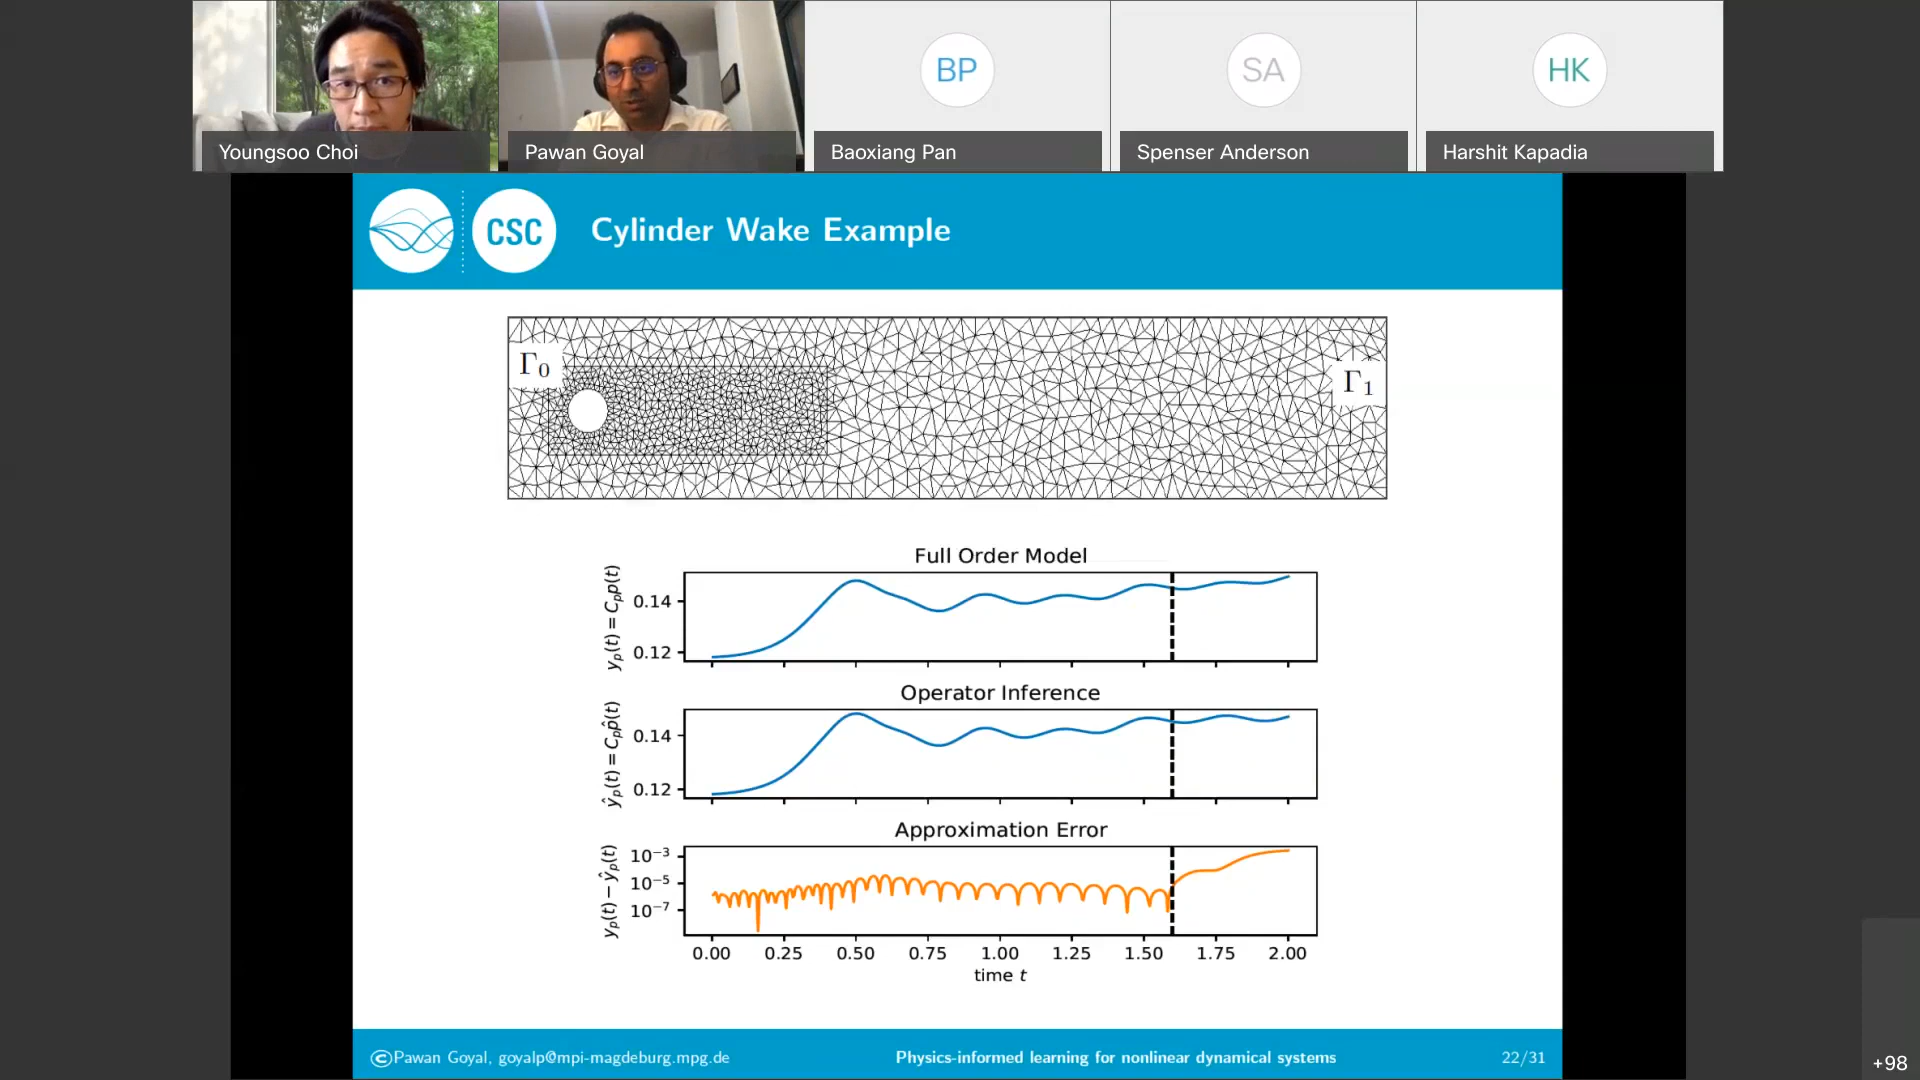 BP
SA
HK
Youngsoo Choi
Pawan Goyal
Baoxiang Pan
Spenser Anderson
Harshit Kapadia
CSC
Cylinder Wake Example
Γ₀
Γ₁
Full Order Model
yₚ(t) = Cₚp(t)
0.14
0.12
Operator Inference
ŷₚ(t) = Cₚp̂(t)
0.14
0.12
Approximation Error
yₚ(t) − ŷₚ(t)
10⁻³
10⁻⁵
10⁻⁷
0.00 0.25 0.50 0.75 1.00 1.25 1.50 1.75 2.00
time t
©Pawan Goyal, goyalp@mpi-magdeburg.mpg.de
Physics-informed learning for nonlinear dynamical systems
22/31
+98